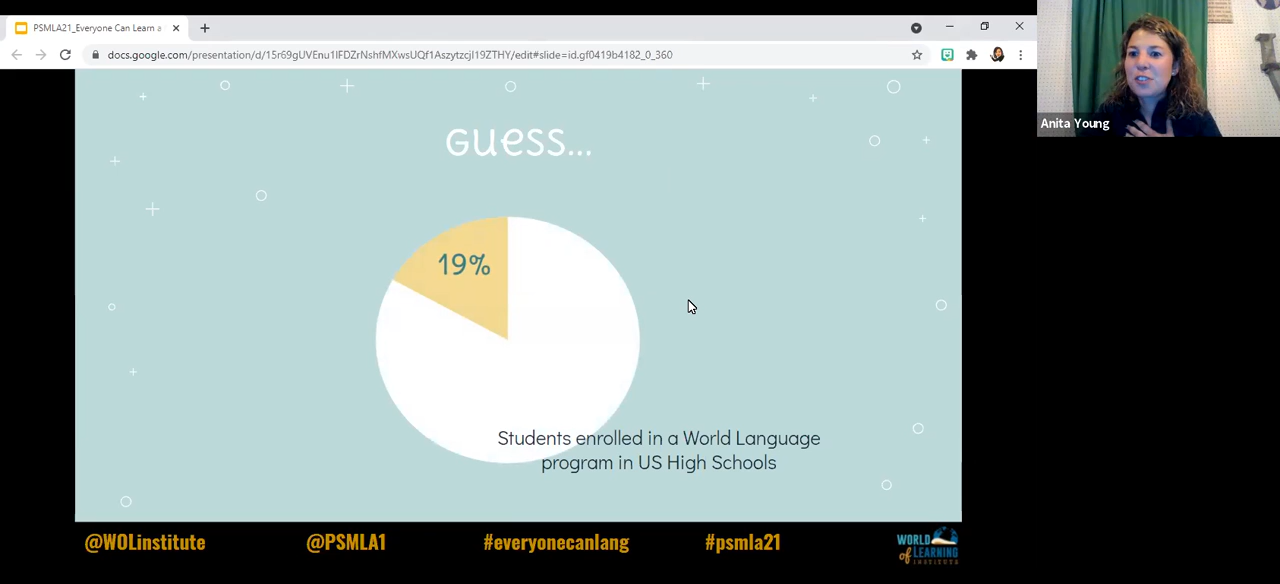 PSMLA21_Everyone Can Learn a
docs.google.com/presentation/d/15r69gUVEnu1lFDZrNshfMXwsUQf1Aszytzcjl19ZTHY/edit#slide=id.gf0419b4182_0_360
Anita Young
Guess...
19%
Students enrolled in a World Language
program in US High Schools
@WOLinstitute @PSMLA1 #everyonecanlang #psmla21
WORLD
of LEARNING
INSTITUTE